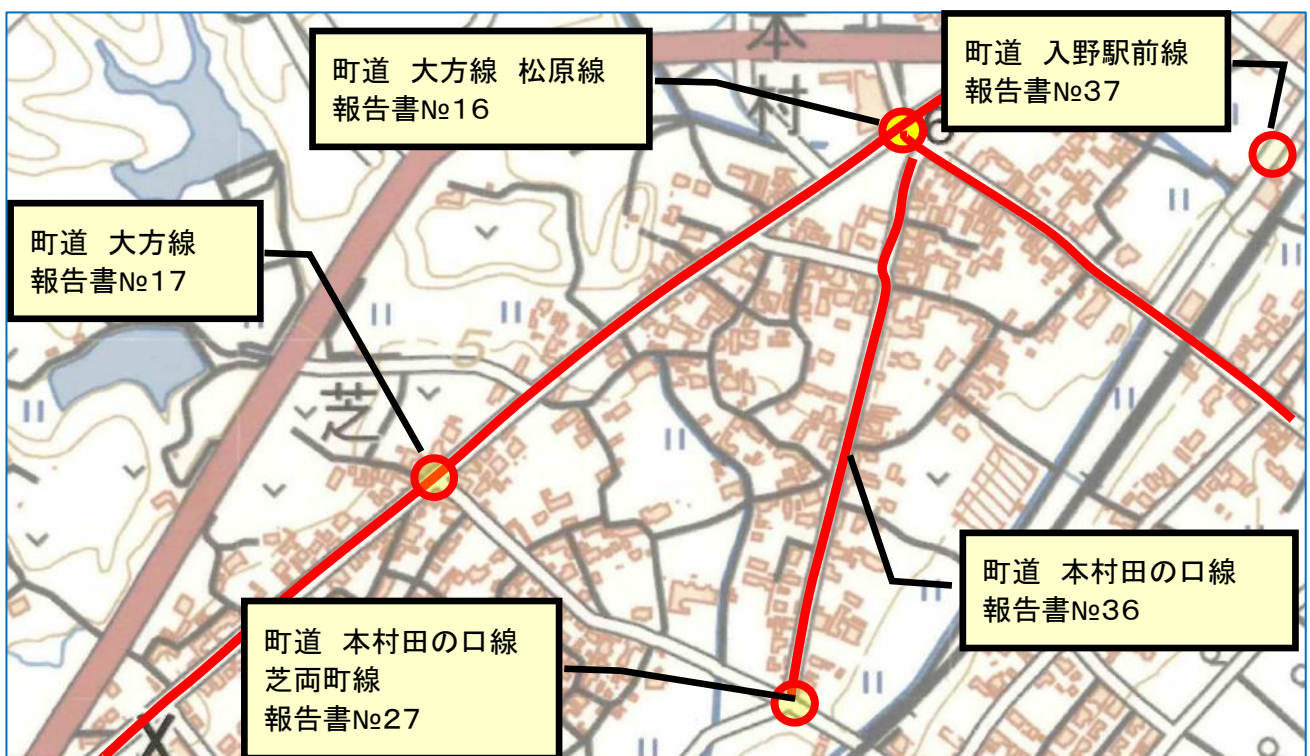 町道 大方線 松原線
報告書№16
町道 入野駅前線
報告書№37
本村
町道 大方線
報告書№17
5
芝
町道 本村田の口線
報告書№36
町道 本村田の口線
芝両町線
報告書№27